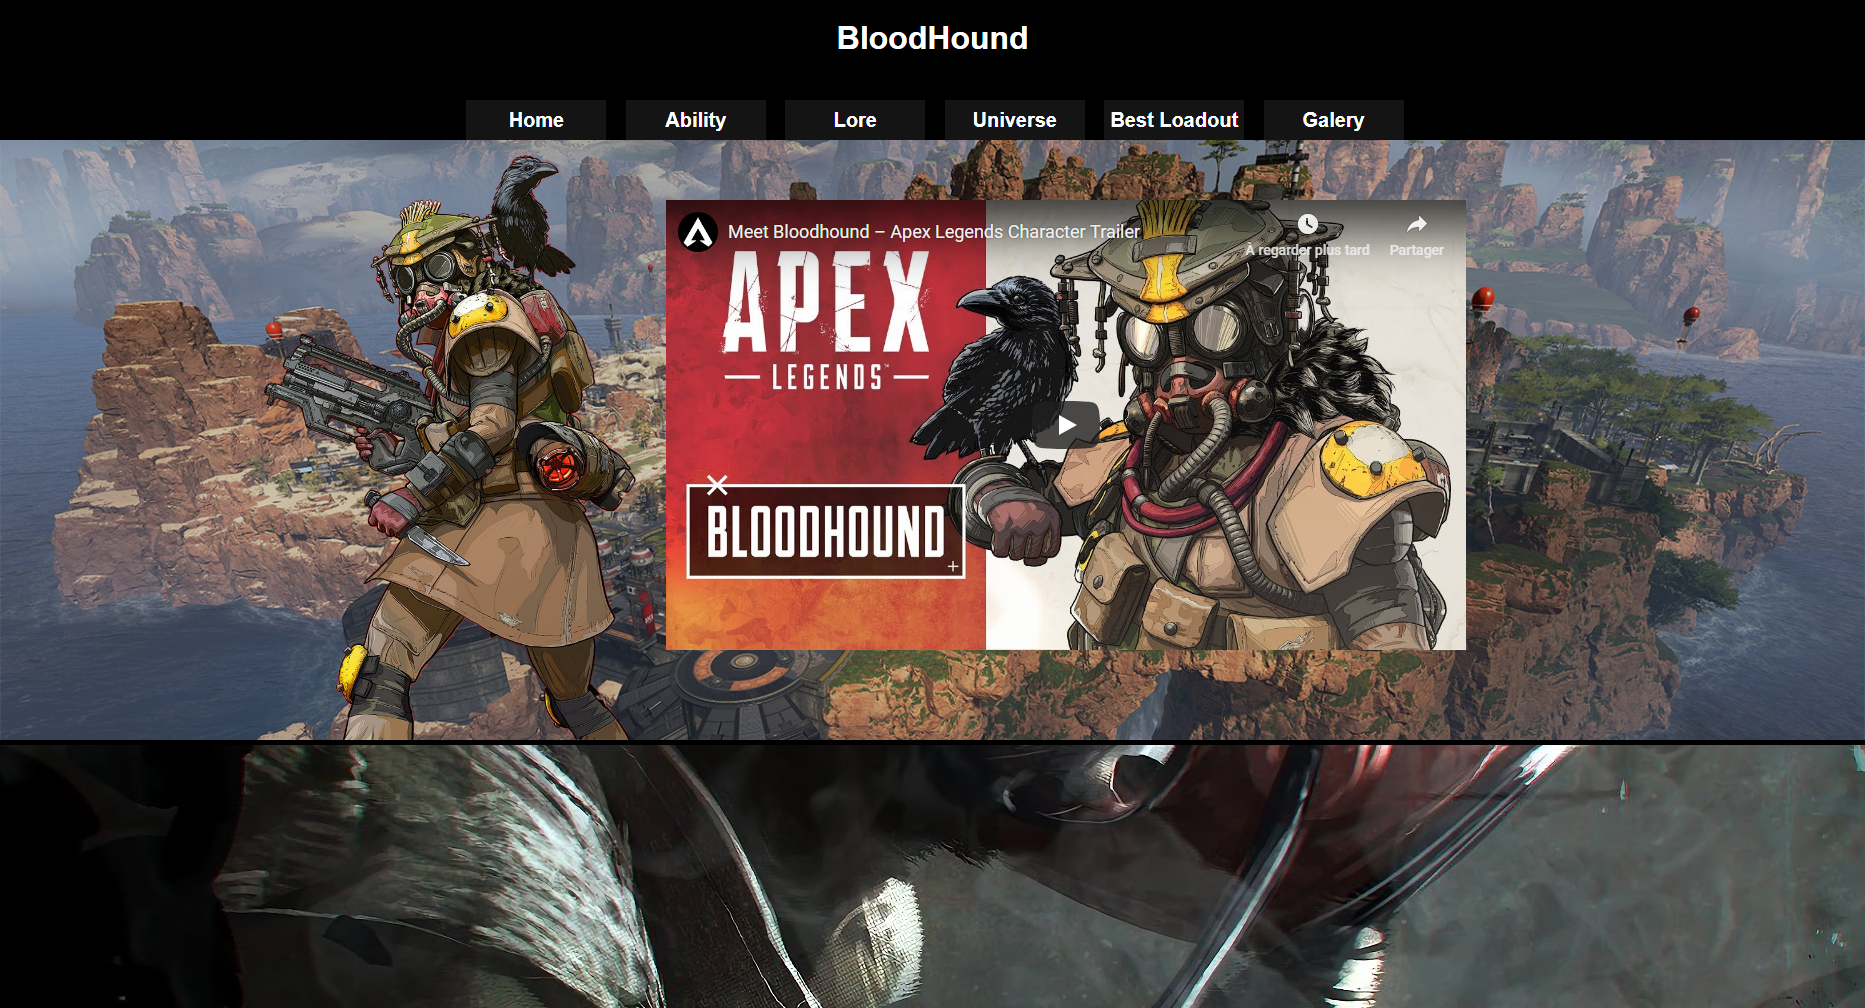 BloodHound
Home Ability Lore Universe Best Loadout Galery
Meet Bloodhound – Apex Legends Character Trailer
À regarder plus tard Partager
APEX
LEGENDS™
BLOODHOUND